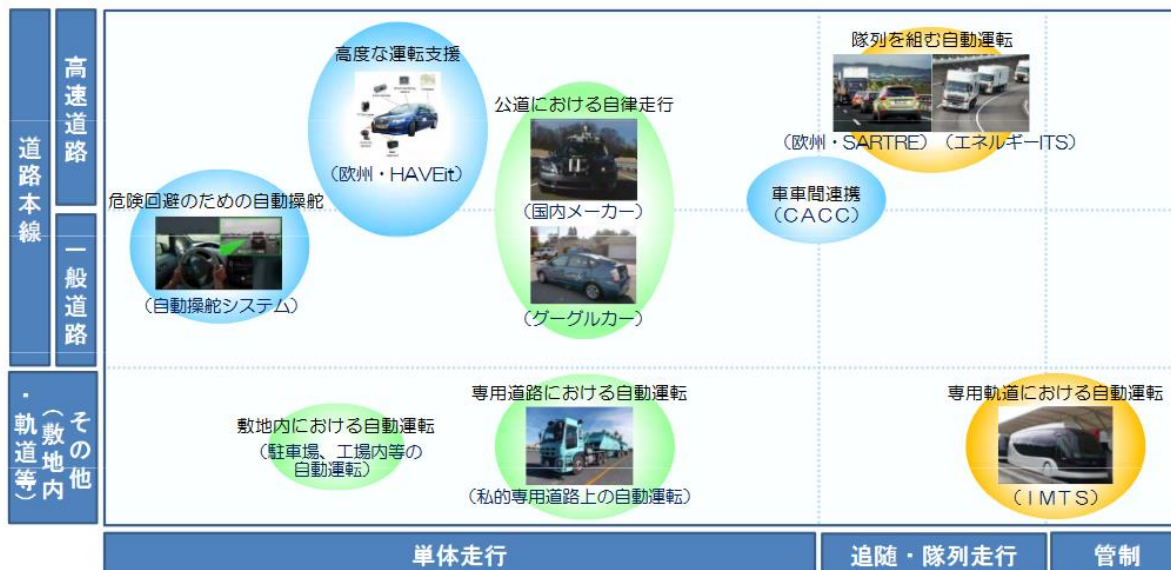 道路本線
高速道路
一般道路
その他
（敷地内
・軌道等）
高度な運転支援
（欧州・HAVEit）
危険回避のための自動操舵
（自動操舵システム）
公道における自律走行
（国内メーカー）
（グーグルカー）
隊列を組む自動運転
（欧州・SARTRE）（エネルギーITS）
車車間連携
（CACC）
敷地内における自動運転
（駐車場、工場内等の
自動運転）
専用道路における自動運転
（私的専用道路上の自動運転）
専用軌道における自動運転
（IMTS）
単体走行
追随・隊列走行
管制